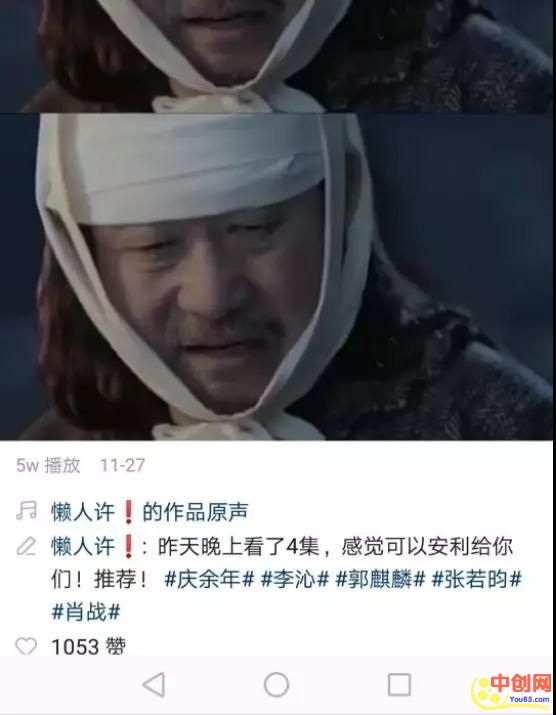 5w 播放 11-27
懒人许❗的作品原声
懒人许❗: 昨天晚上看了4集，感觉可以安利给你
们！推荐！ #庆余年# #李沁# #郭麒麟# #张若昀#
#肖战#
1053 赞
中创网
You85.com